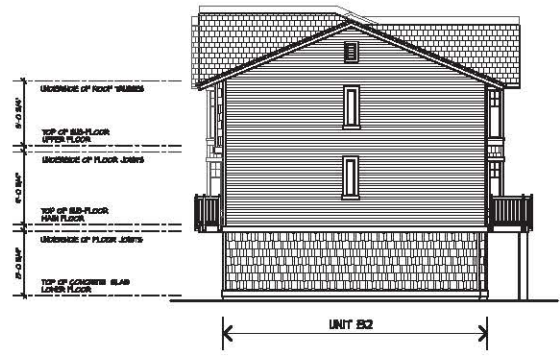 UNDERSIDE OF ROOF TRUSSES
TOP OF SUB-FLOOR
UPPER FLOOR
UNDERSIDE OF FLOOR JOISTS
TOP OF SUB-FLOOR
MAIN FLOOR
UNDERSIDE OF FLOOR JOISTS
TOP OF CONCRETE SLAB
LOWER FLOOR
UNIT